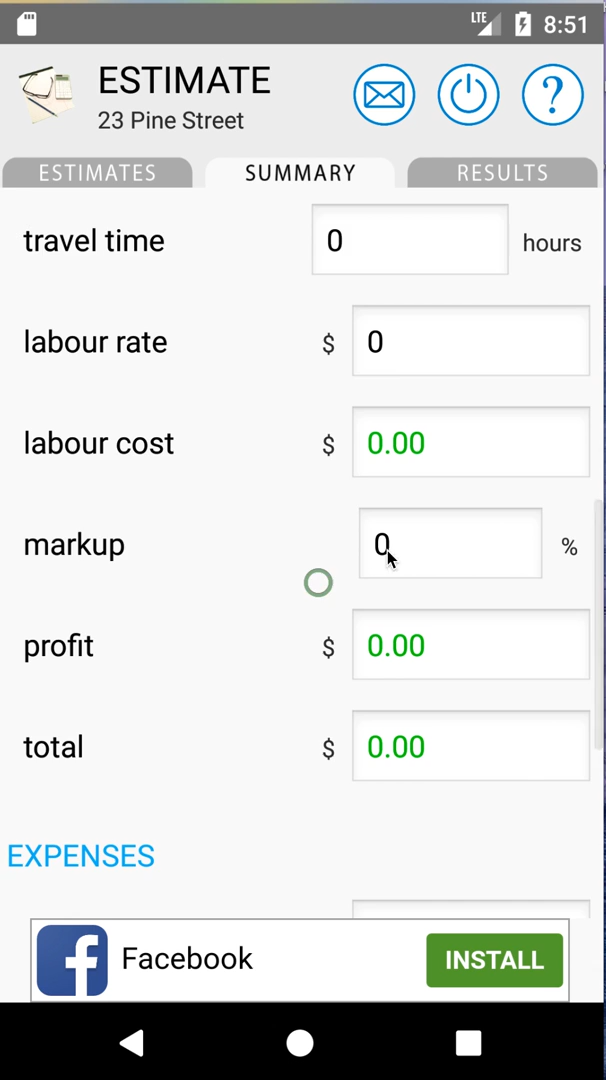 LTE 8:51
ESTIMATE
23 Pine Street
?
ESTIMATES SUMMARY RESULTS
travel time 0 hours
labour rate $ 0
labour cost $ 0.00
markup 0 %
profit $ 0.00
total $ 0.00
EXPENSES
f Facebook INSTALL